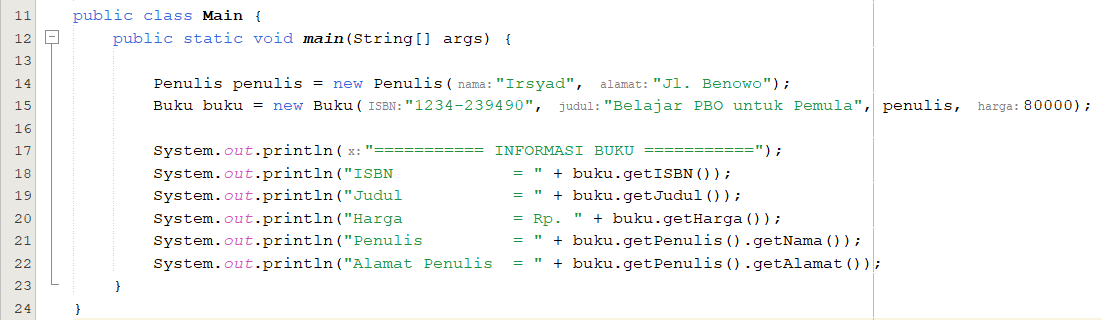 11 public class Main {
12     public static void main(String[] args) {
13
14         Penulis penulis = new Penulis( nama: "Irsyad",  alamat: "Jl. Benowo");
15         Buku buku = new Buku( ISBN: "1234-239490",  judul: "Belajar PBO untuk Pemula", penulis,  harga: 80000);
16
17         System.out.println( x: "=========== INFORMASI BUKU ===========");
18         System.out.println("ISBN            = " + buku.getISBN());
19         System.out.println("Judul           = " + buku.getJudul());
20         System.out.println("Harga           = Rp. " + buku.getHarga());
21         System.out.println("Penulis         = " + buku.getPenulis().getNama());
22         System.out.println("Alamat Penulis  = " + buku.getPenulis().getAlamat());
23     }
24 }